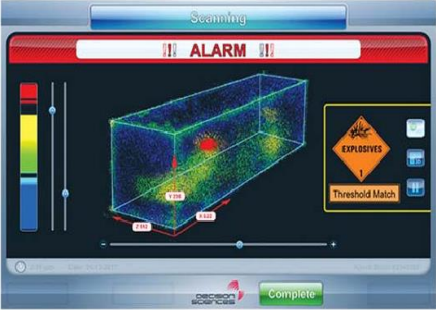 Scanning
!!! ALARM !!!
EXPLOSIVES
1
Threshold Match
DECISION
SCIENCES
Complete